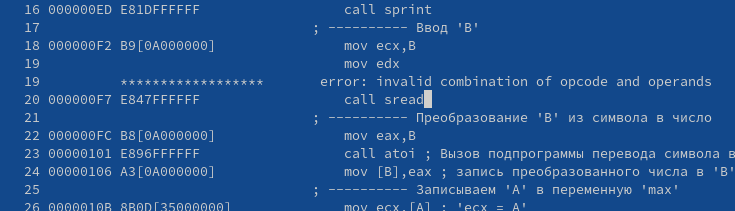 16 000000ED E81DFFFFFF call sprint
17 ; ---------- Ввод 'B'
18 000000F2 B9[0A000000] mov ecx,B
19 mov edx
19 ****************** error: invalid combination of opcode and operands
20 000000F7 E847FFFFFF call sread
21 ; ---------- Преобразование 'B' из символа в число
22 000000FC B8[0A000000] mov eax,B
23 00000101 E896FFFFFF call atoi ; Вызов подпрограммы перевода символа в
24 00000106 A3[0A000000] mov [B],eax ; запись преобразованного числа в 'B'
25 ; ---------- Записываем 'A' в переменную 'max'
26 0000010B 8B0D[35000000] mov ecx,[A] ; 'ecx = A'